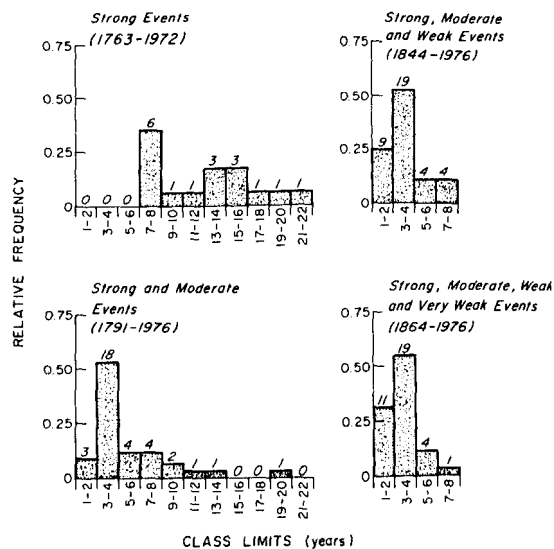 Strong Events
(1763-1972)
0.75
0.50
0.25
0
0 0 0 6 1 1 3 3 1 1 1
1-2 3-4 5-6 7-8 9-10 11-12 13-14 15-16 17-18 19-20 21-22
Strong, Moderate
and Weak Events
(1844-1976)
0.75
0.50
0.25
0
9 19 4 4
1-2 3-4 5-6 7-8
RELATIVE FREQUENCY
Strong and Moderate
Events
(1791-1976)
0.75
0.50
0.25
0
3 18 4 4 2 1 1 0 0 1 0
1-2 3-4 5-6 7-8 9-10 11-12 13-14 15-16 17-18 19-20 21-22
Strong, Moderate, Weak
and Very Weak Events
(1864-1976)
0.75
0.50
0.25
0
11 19 4 1
1-2 3-4 5-6 7-8
CLASS LIMITS (years)